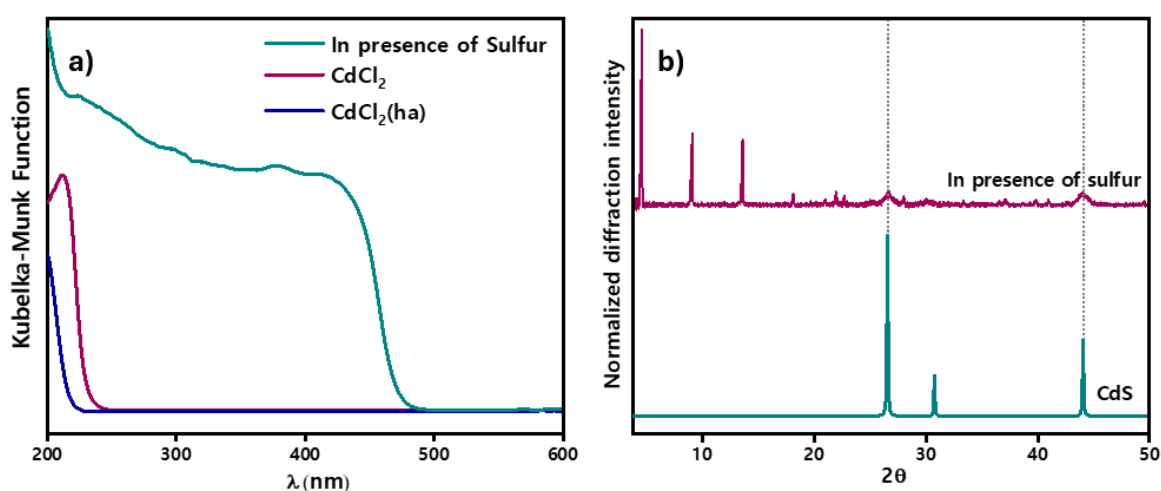 a)
In presence of Sulfur
CdCl₂
CdCl₂(ha)
Kubelka-Munk Function
200
300
400
500
600
λ(nm)
b)
In presence of sulfur
CdS
Normalized diffraction intensity
10
20
30
40
50
2θ